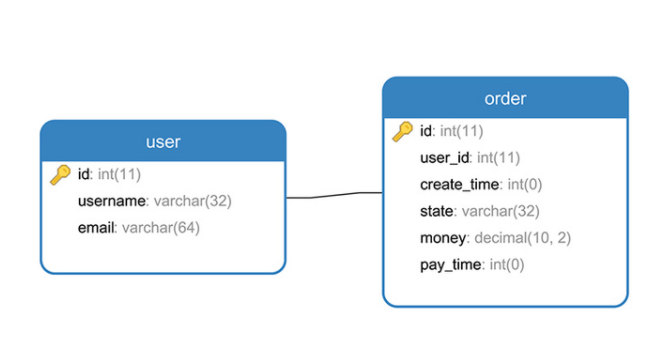 user
id: int(11)
username: varchar(32)
email: varchar(64)
order
id: int(11)
user_id: int(11)
create_time: int(0)
state: varchar(32)
money: decimal(10, 2)
pay_time: int(0)